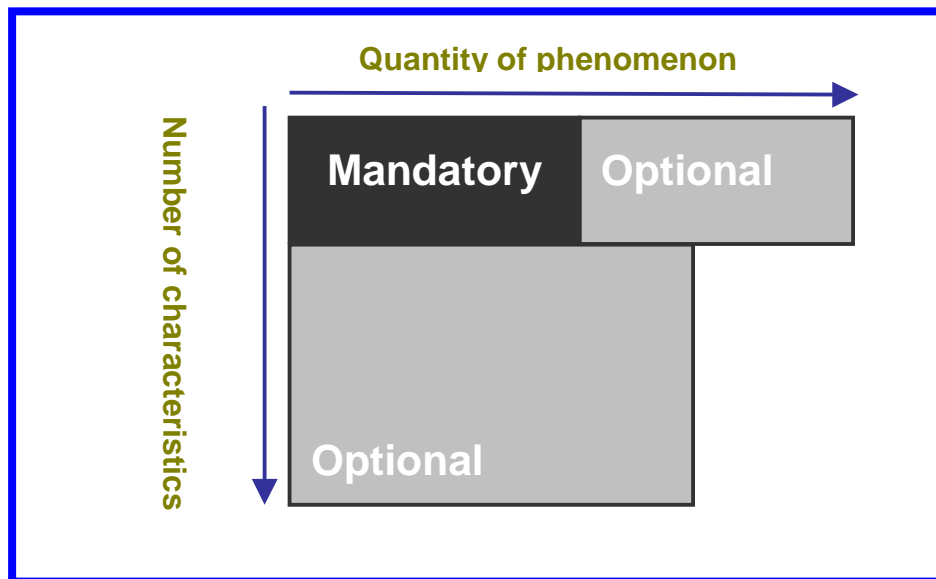 Quantity of phenomenon
Number of characteristics
Mandatory
Optional
Optional